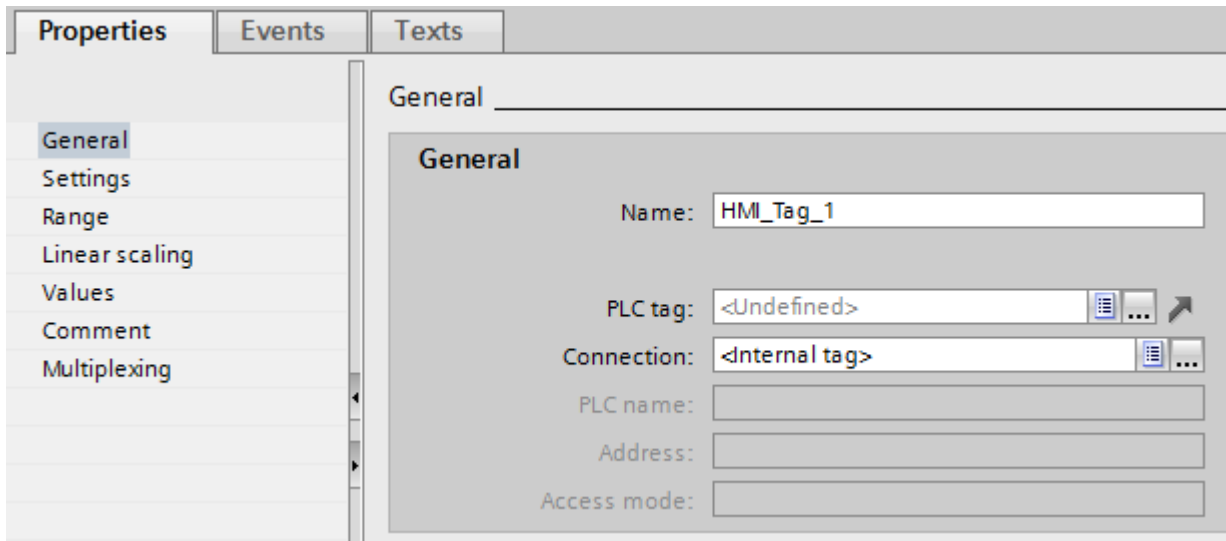 Properties
Events
Texts
General
Settings
Range
Linear scaling
Values
Comment
Multiplexing
General
General
Name: HMI_Tag_1
PLC tag: <Undefined> ...
Connection: <Internal tag> ...
PLC name:
Address:
Access mode: